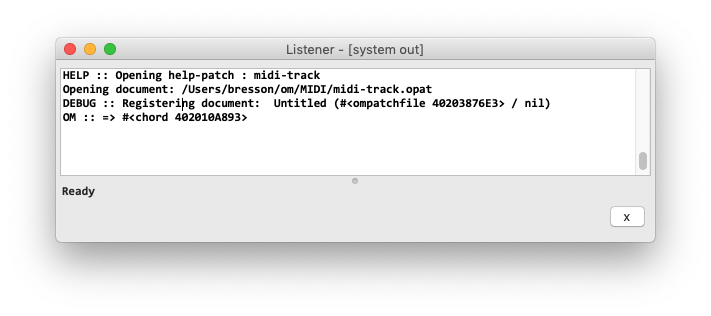 Listener - [system out]
HELP :: Opening help-patch : midi-track
Opening document: /Users/bresson/om/MIDI/midi-track.opat
DEBUG :: Registering document:  Untitled (#<ompatchfile 40203876E3> / nil)
OM :: => #<chord 402010A893>
Ready
x